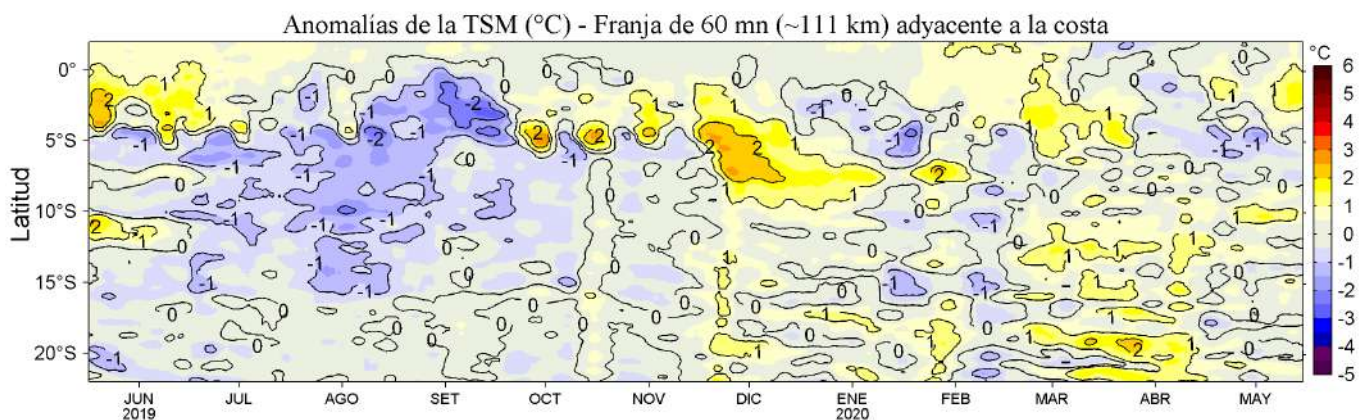 Anomalías de la TSM (°C) - Franja de 60 mn (~111 km) adyacente a la costa
°C
6
5
4
3
2
1
0
-1
-2
-3
-4
-5
Latitud
0°
5°S
10°S
15°S
20°S
JUN JUL AGO SET OCT NOV DIC ENE FEB MAR ABR MAY
2019 2020